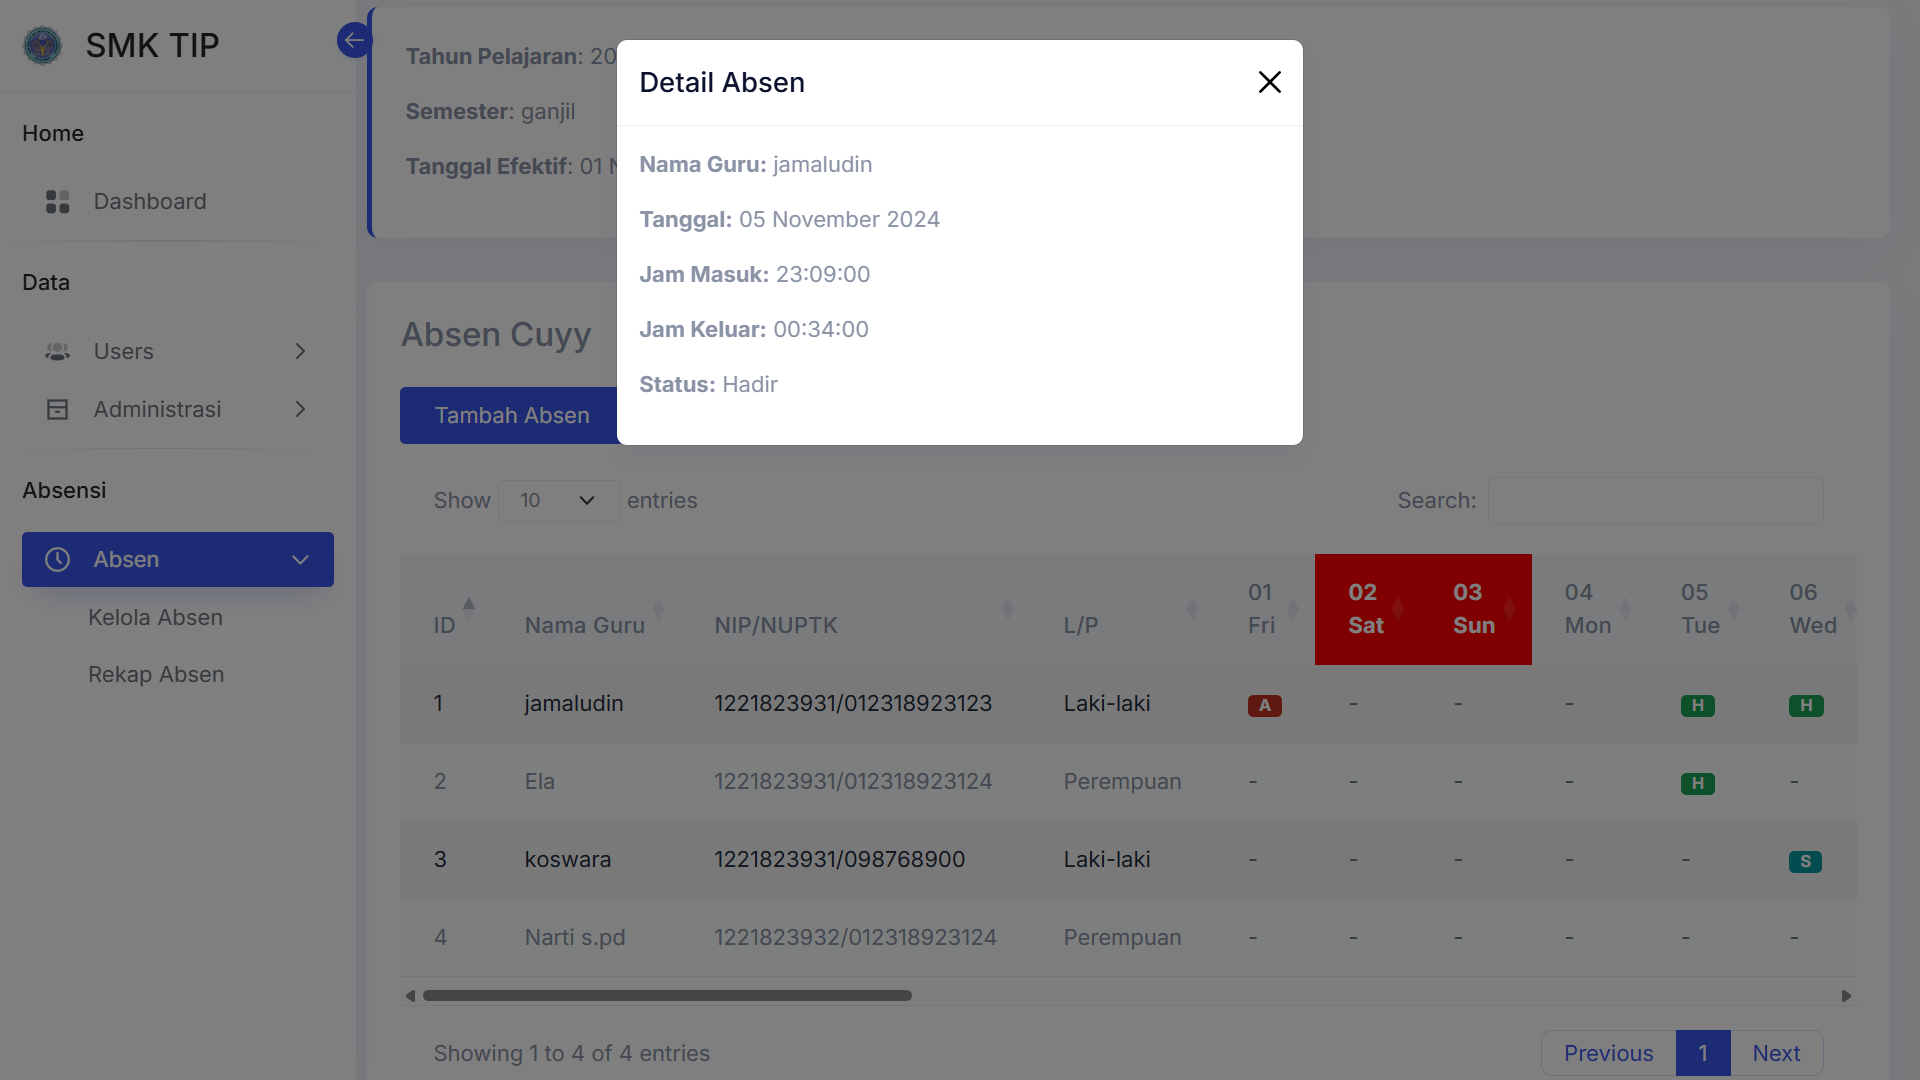 SMK TIP
Home
Dashboard
Data
Users
Administrasi
Absensi
Absen
Kelola Absen
Rekap Absen
Tahun Pelajaran: 20
Semester: ganjil
Tanggal Efektif: 01
Detail Absen
Nama Guru: jamaludin
Tanggal: 05 November 2024
Jam Masuk: 23:09:00
Jam Keluar: 00:34:00
Status: Hadir
Absen Cuyy
Tambah Absen
Show 10 entries
Search:
ID Nama Guru NIP/NUPTK L/P 01 Fri 02 Sat 03 Sun 04 Mon 05 Tue 06 Wed
1 jamaludin 1221823931/012318923123 Laki-laki A - - - H H
2 Ela 1221823931/012318923124 Perempuan - - - - H -
3 koswara 1221823931/098768900 Laki-laki - - - - - S
4 Narti s.pd 1221823932/012318923124 Perempuan - - - - - -
Showing 1 to 4 of 4 entries
Previous 1 Next